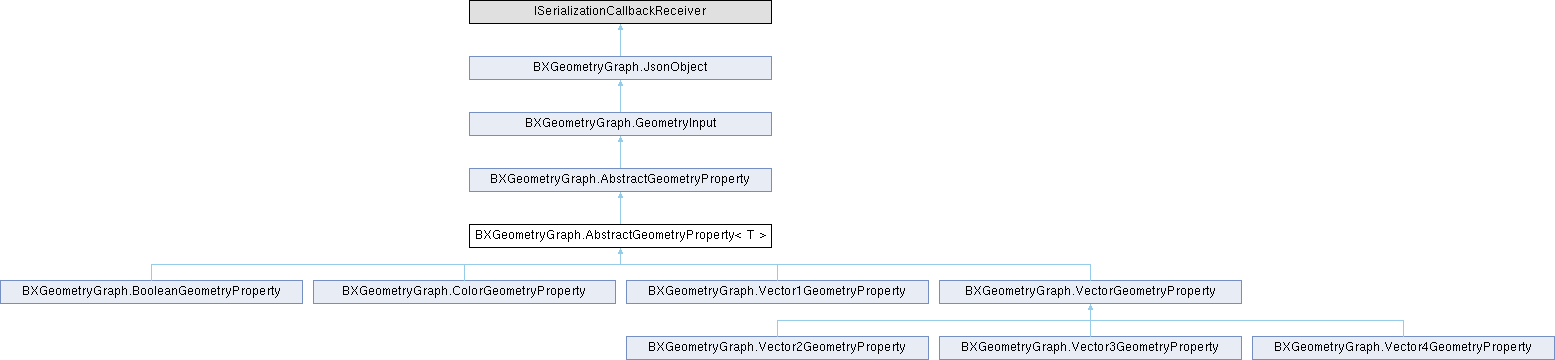 ISerializationCallbackReceiver
BXGeometryGraph.JsonObject
BXGeometryGraph.GeometryInput
BXGeometryGraph.AbstractGeometryProperty
BXGeometryGraph.AbstractGeometryProperty< T >
BXGeometryGraph.BooleanGeometryProperty
BXGeometryGraph.ColorGeometryProperty
BXGeometryGraph.Vector1GeometryProperty
BXGeometryGraph.VectorGeometryProperty
BXGeometryGraph.Vector2GeometryProperty
BXGeometryGraph.Vector3GeometryProperty
BXGeometryGraph.Vector4GeometryProperty